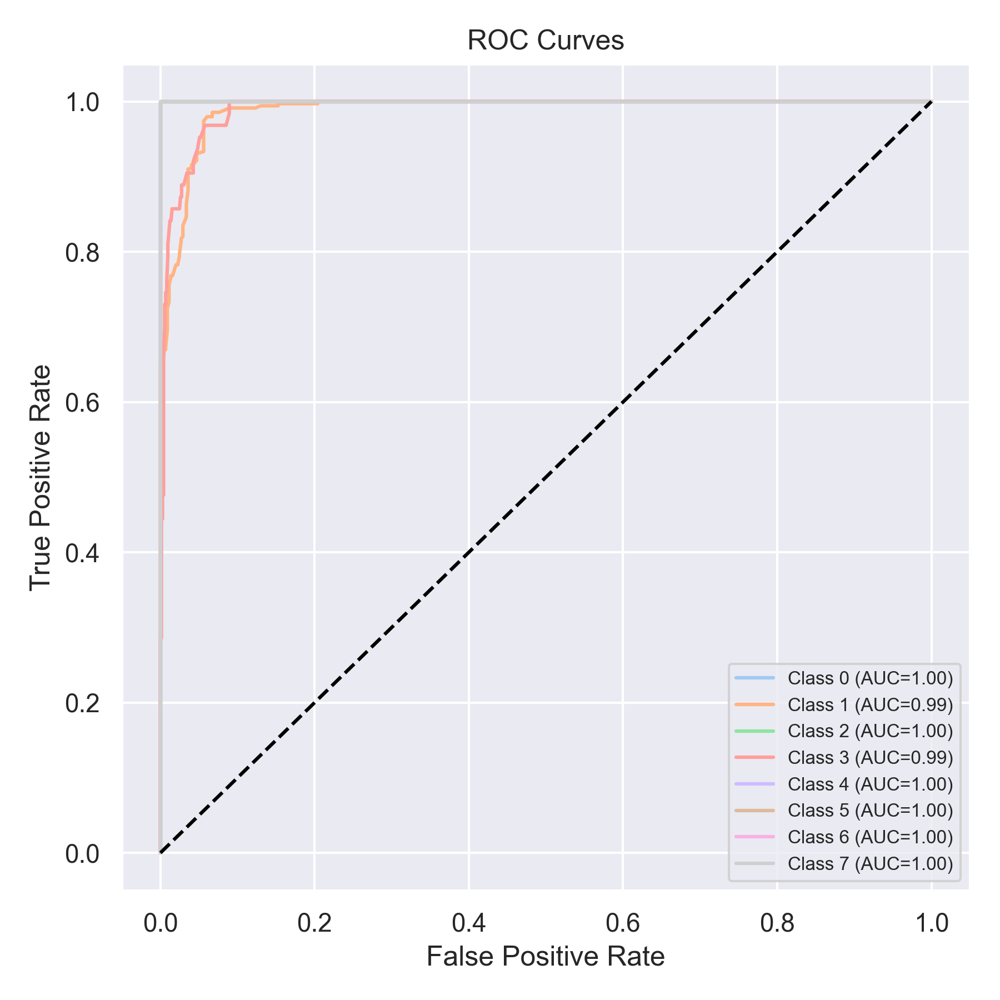 ROC Curves
True Positive Rate
1.0
0.8
0.6
0.4
0.2
0.0
Class 0 (AUC=1.00)
Class 1 (AUC=0.99)
Class 2 (AUC=1.00)
Class 3 (AUC=0.99)
Class 4 (AUC=1.00)
Class 5 (AUC=1.00)
Class 6 (AUC=1.00)
Class 7 (AUC=1.00)
0.0 0.2 0.4 0.6 0.8 1.0
False Positive Rate